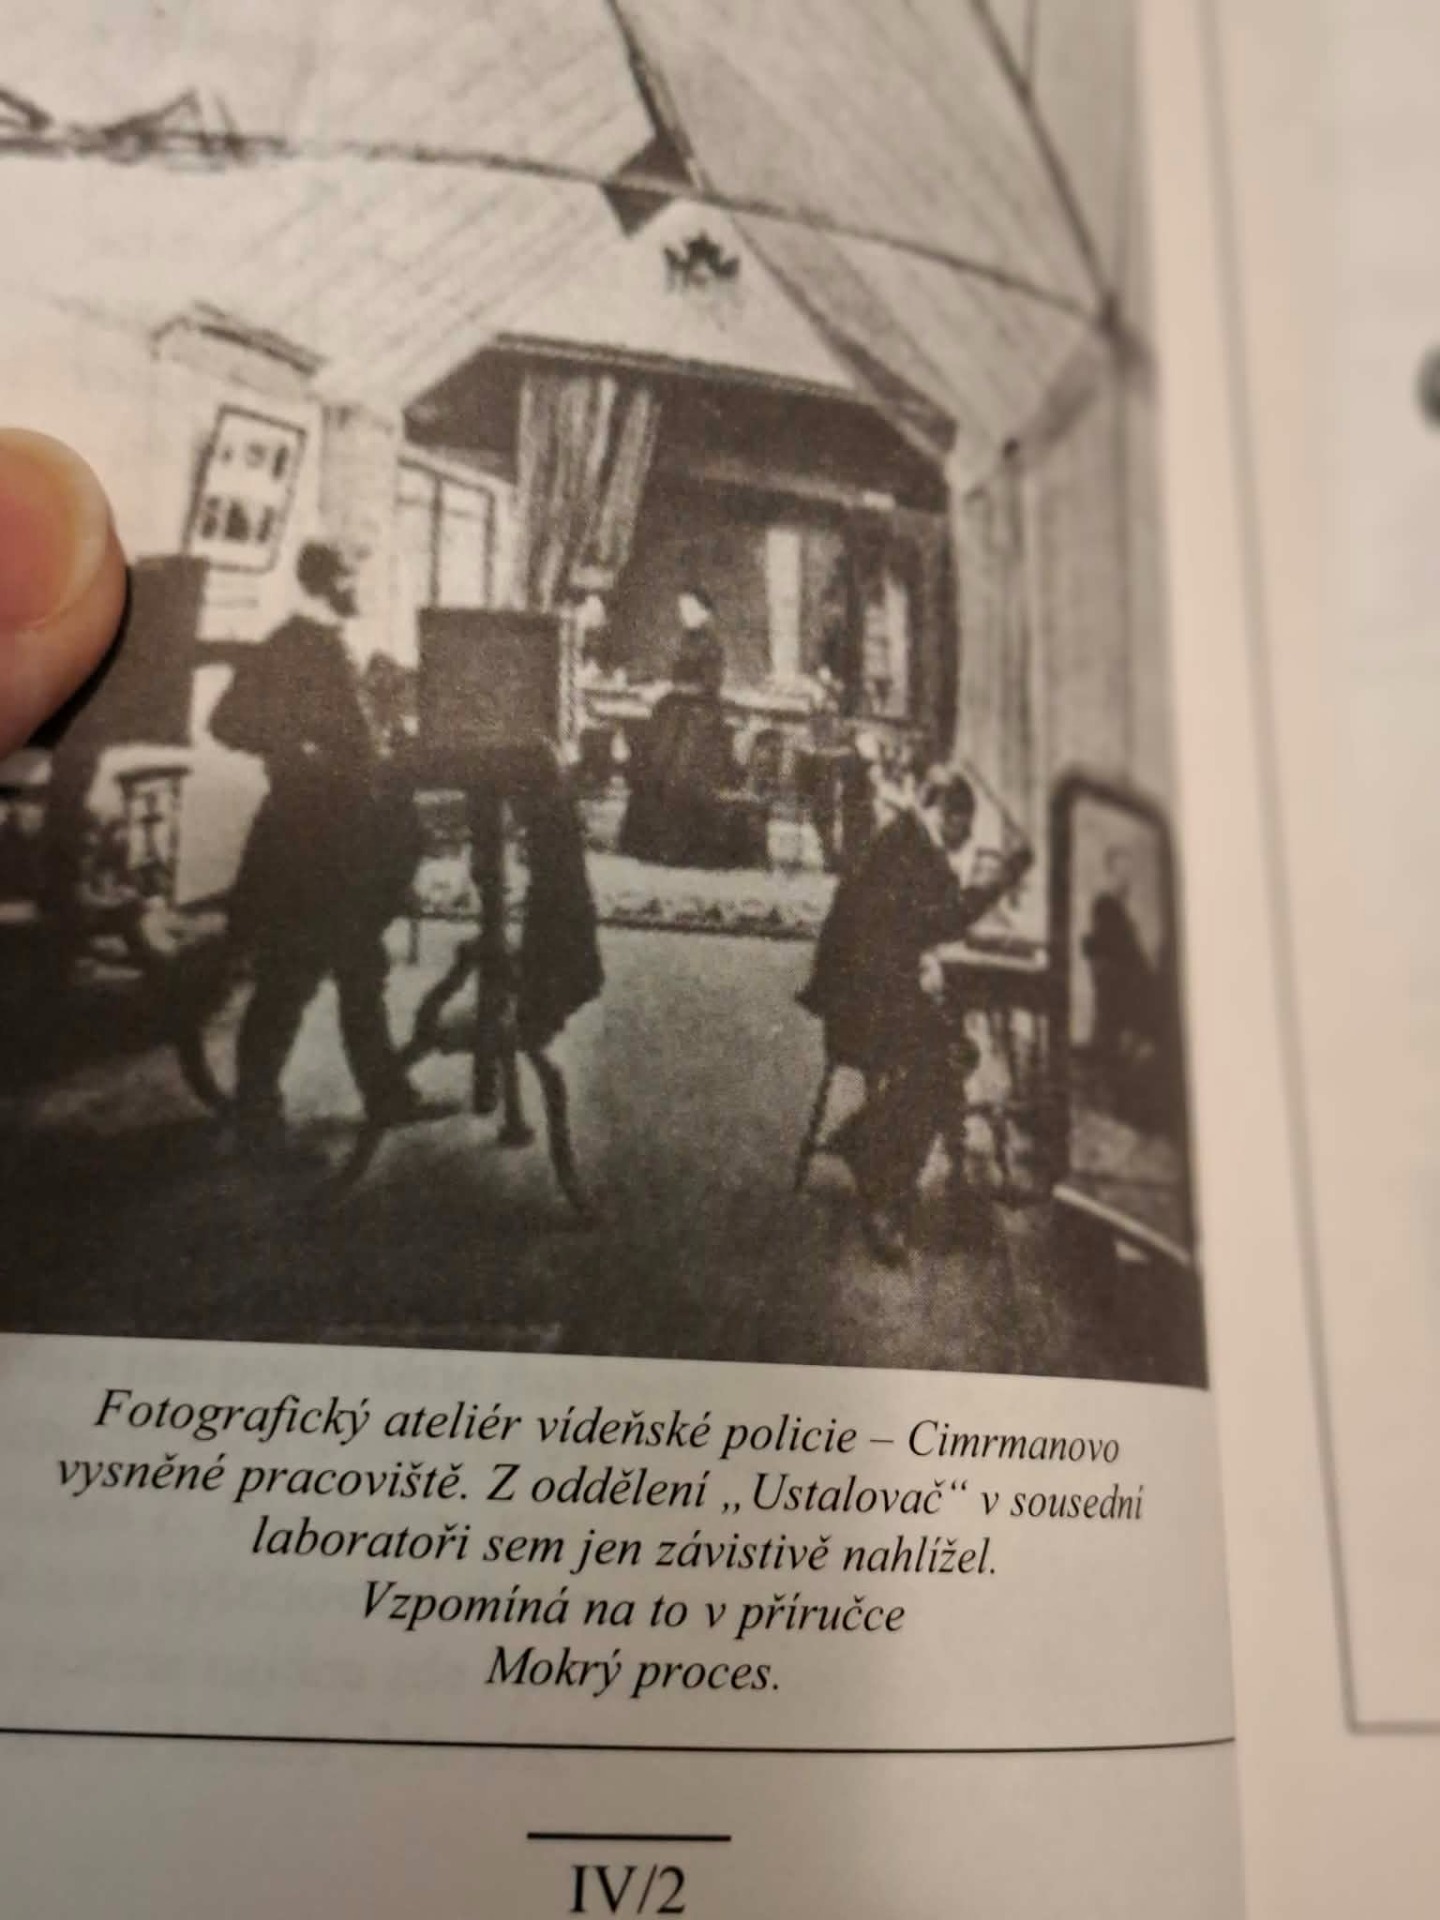 Fotografický ateliér vídeňské policie – Cimrmanovo
vysněné pracoviště. Z oddělení „Ustalovač“ v sousední
laboratoři sem jen závistivě nahlížel.
Vzpomíná na to v příručce
Mokrý proces.
IV/2